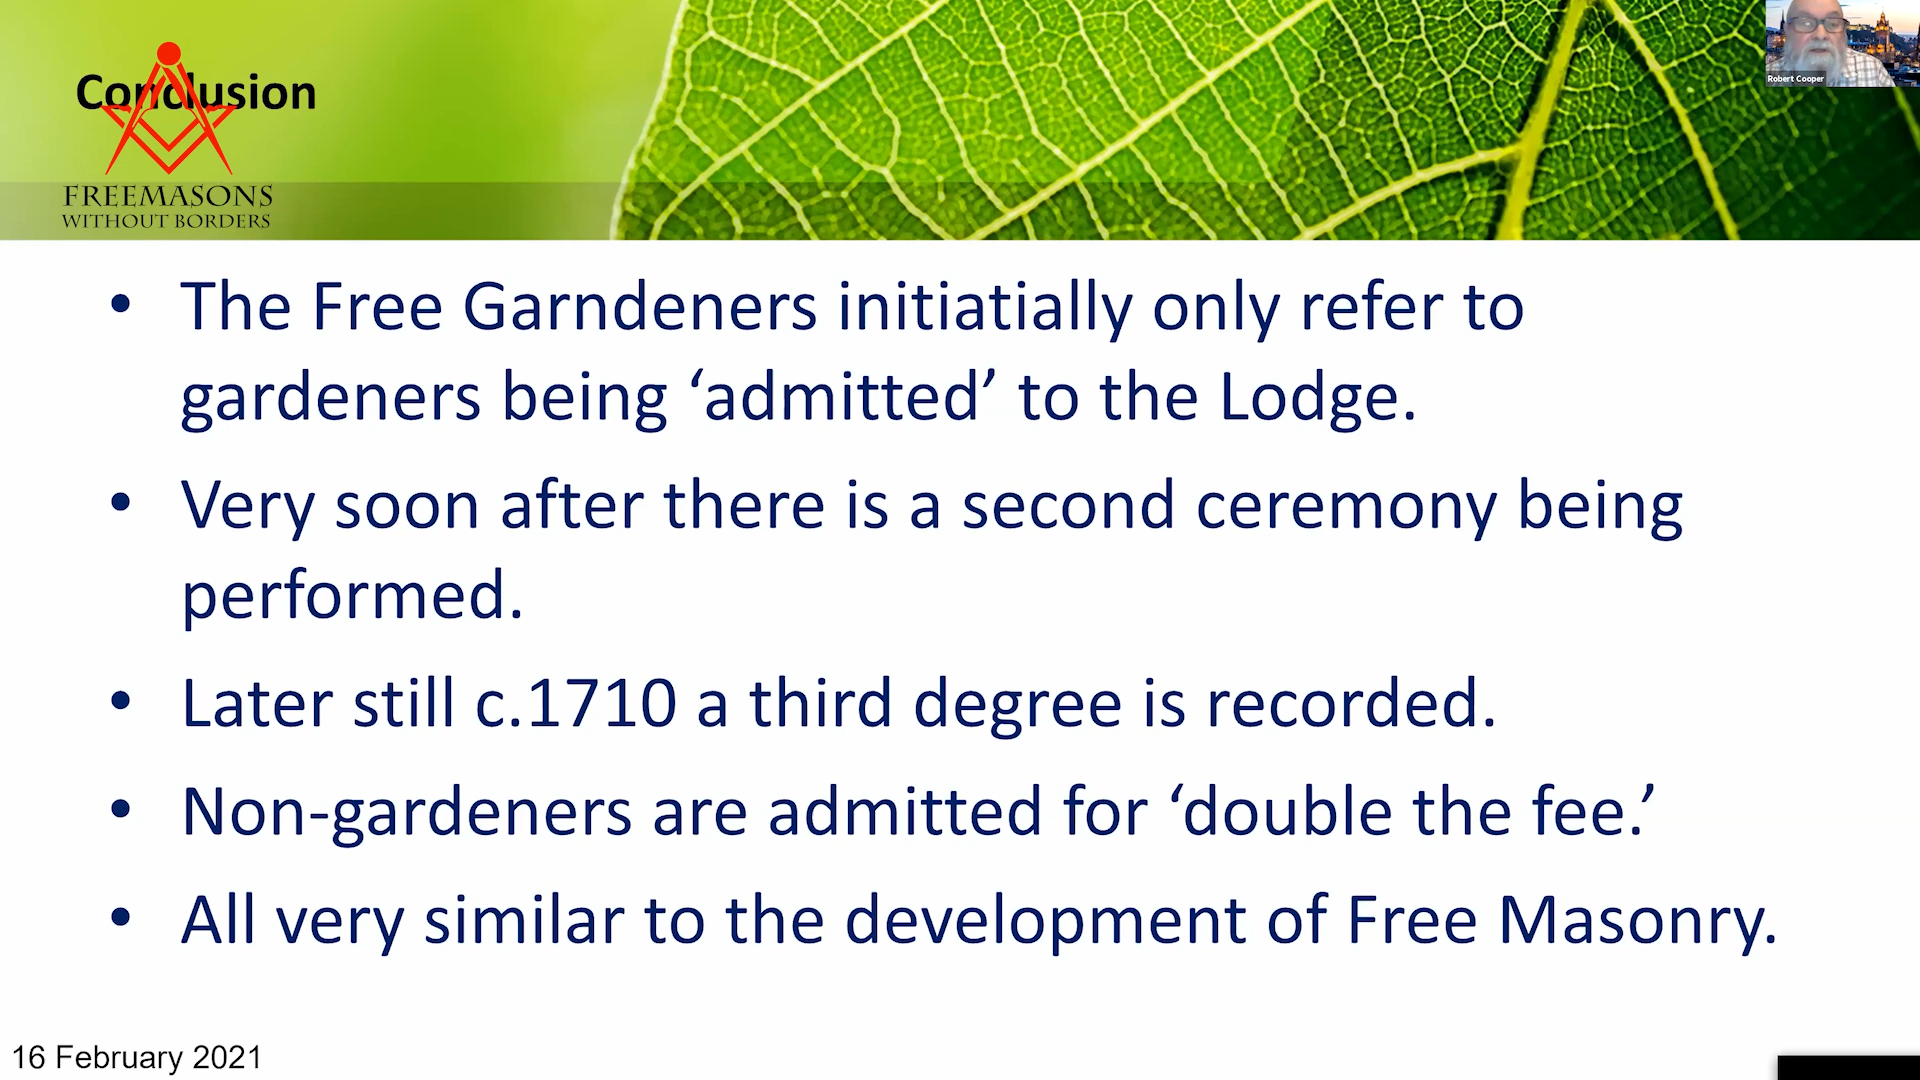 Conclusion
FREEMASONS
WITHOUT BORDERS
Robert Cooper
• The Free Garndeners initiatially only refer to
gardeners being ‘admitted’ to the Lodge.
• Very soon after there is a second ceremony being
performed.
• Later still c.1710 a third degree is recorded.
• Non-gardeners are admitted for ‘double the fee.’
• All very similar to the development of Free Masonry.
16 February 2021